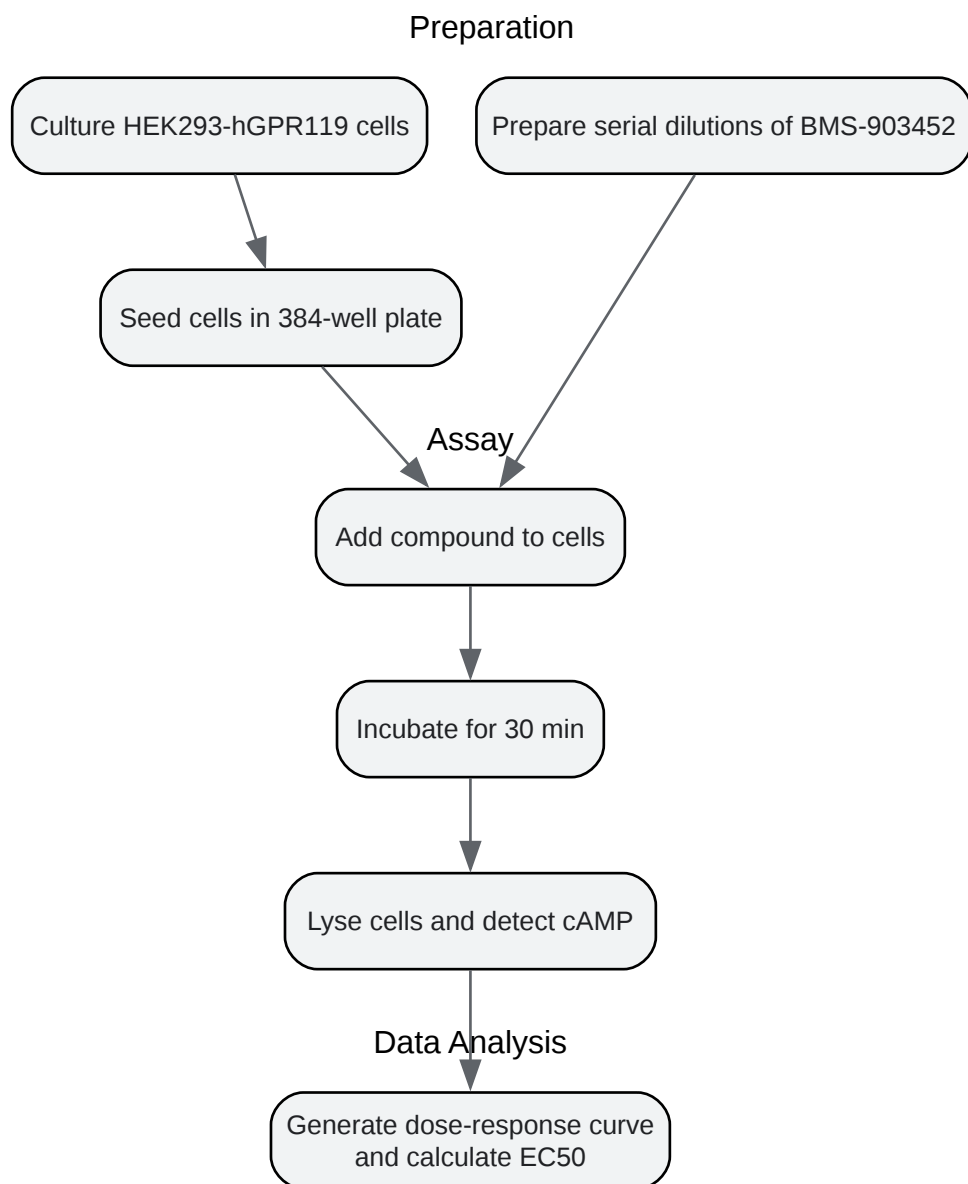 Preparation
Culture HEK293-hGPR119 cells
Prepare serial dilutions of BMS-903452
Seed cells in 384-well plate
Assay
Add compound to cells
Incubate for 30 min
Lyse cells and detect cAMP
Data Analysis
Generate dose-response curve
and calculate EC50